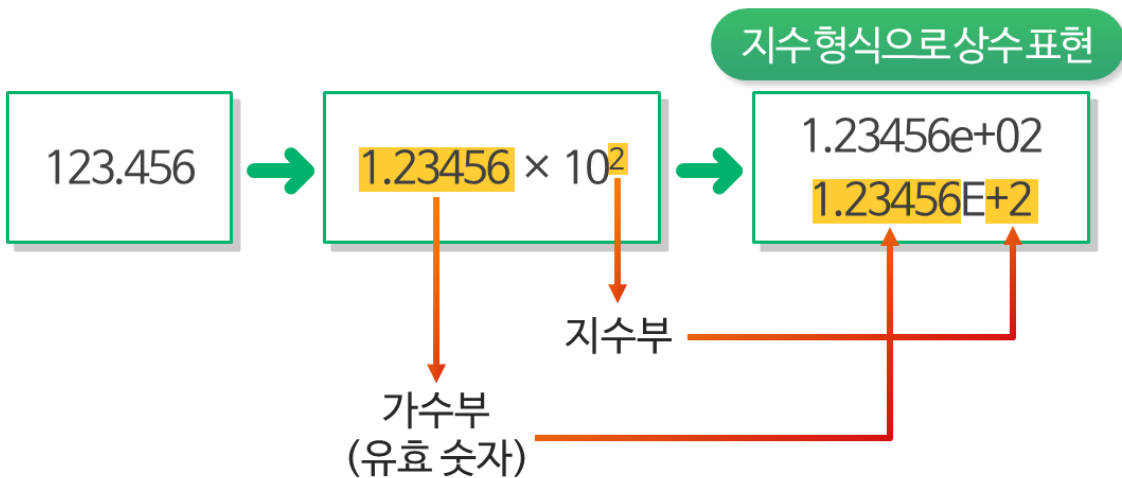 지수 형식으로 상수 표현
123.456
1.23456 × 10²
1.23456e+02
1.23456E+2
지수부
가수부
(유효 숫자)